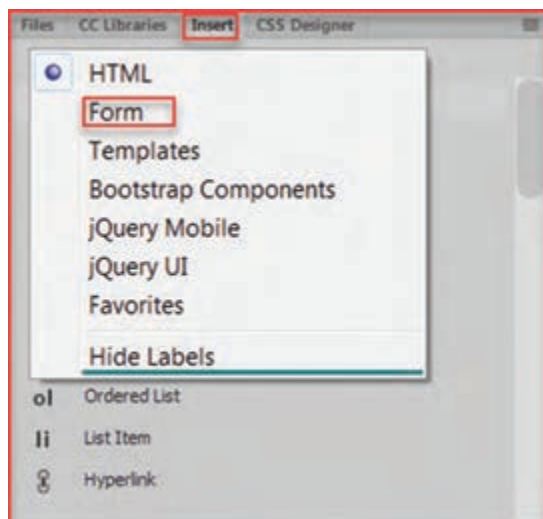 Files CC Libraries Insert CSS Designer
HTML
Form
Templates
Bootstrap Components
jQuery Mobile
jQuery UI
Favorites
Hide Labels
ol Ordered List
li List Item
Hyperlink